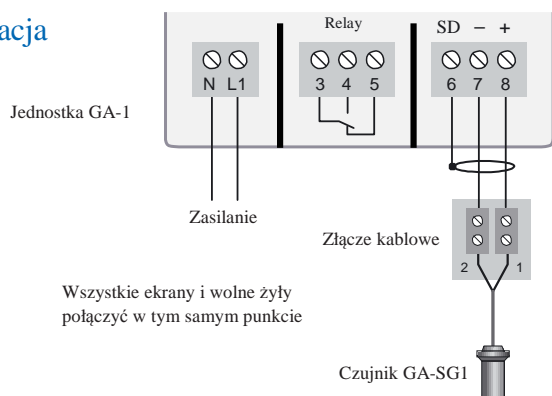 acja
Relay
SD – +
N L1 3 4 5 6 7 8
Jednostka GA-1
Zasilanie
Złącze kablowe
2 1
Wszystkie ekrany i wolne żyły
połączyć w tym samym punkcie
Czujnik GA-SG1